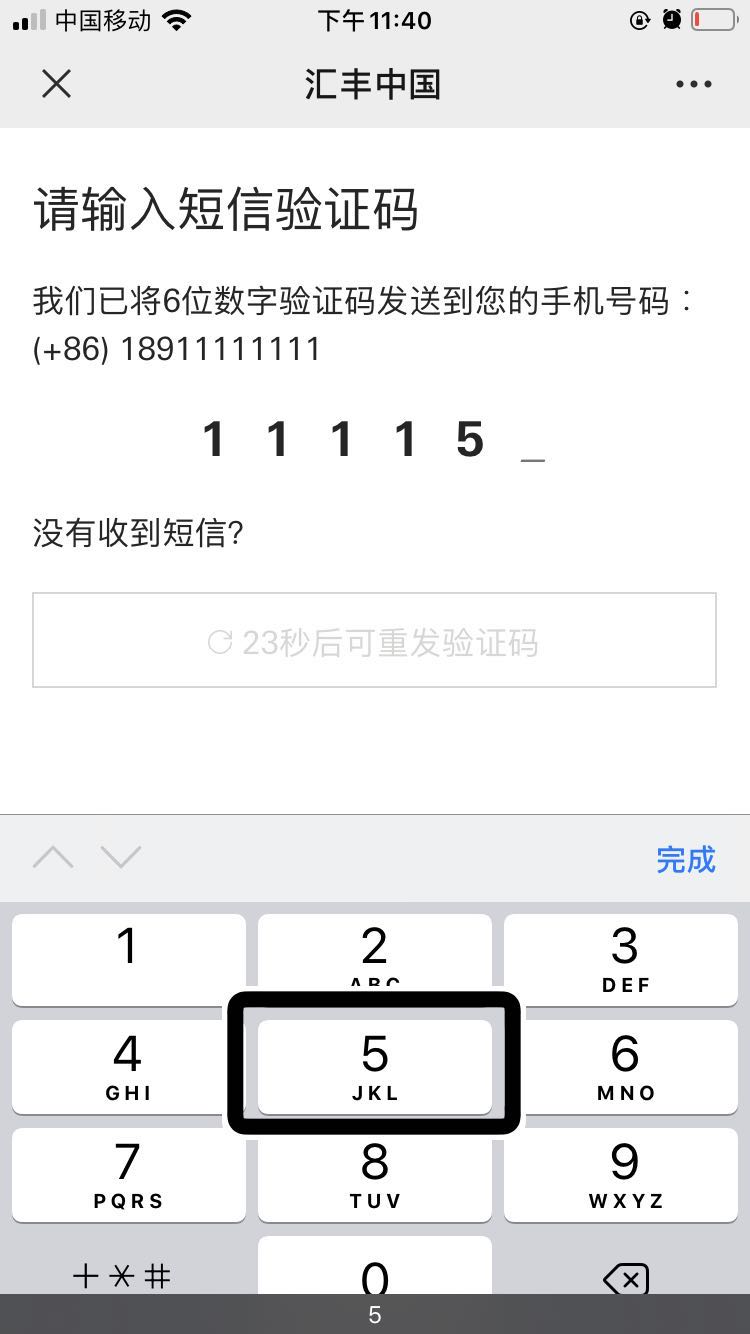 中国移动 下午11:40
汇丰中国
请输入短信验证码
我们已将6位数字验证码发送到您的手机号码：
(+86) 18911111111
1 1 1 1 5 _
没有收到短信?
23秒后可重发验证码
完成
1 2 3
ABC DEF
4 5 6
GHI JKL MNO
7 8 9
PQRS TUV WXYZ
+*# 0
5